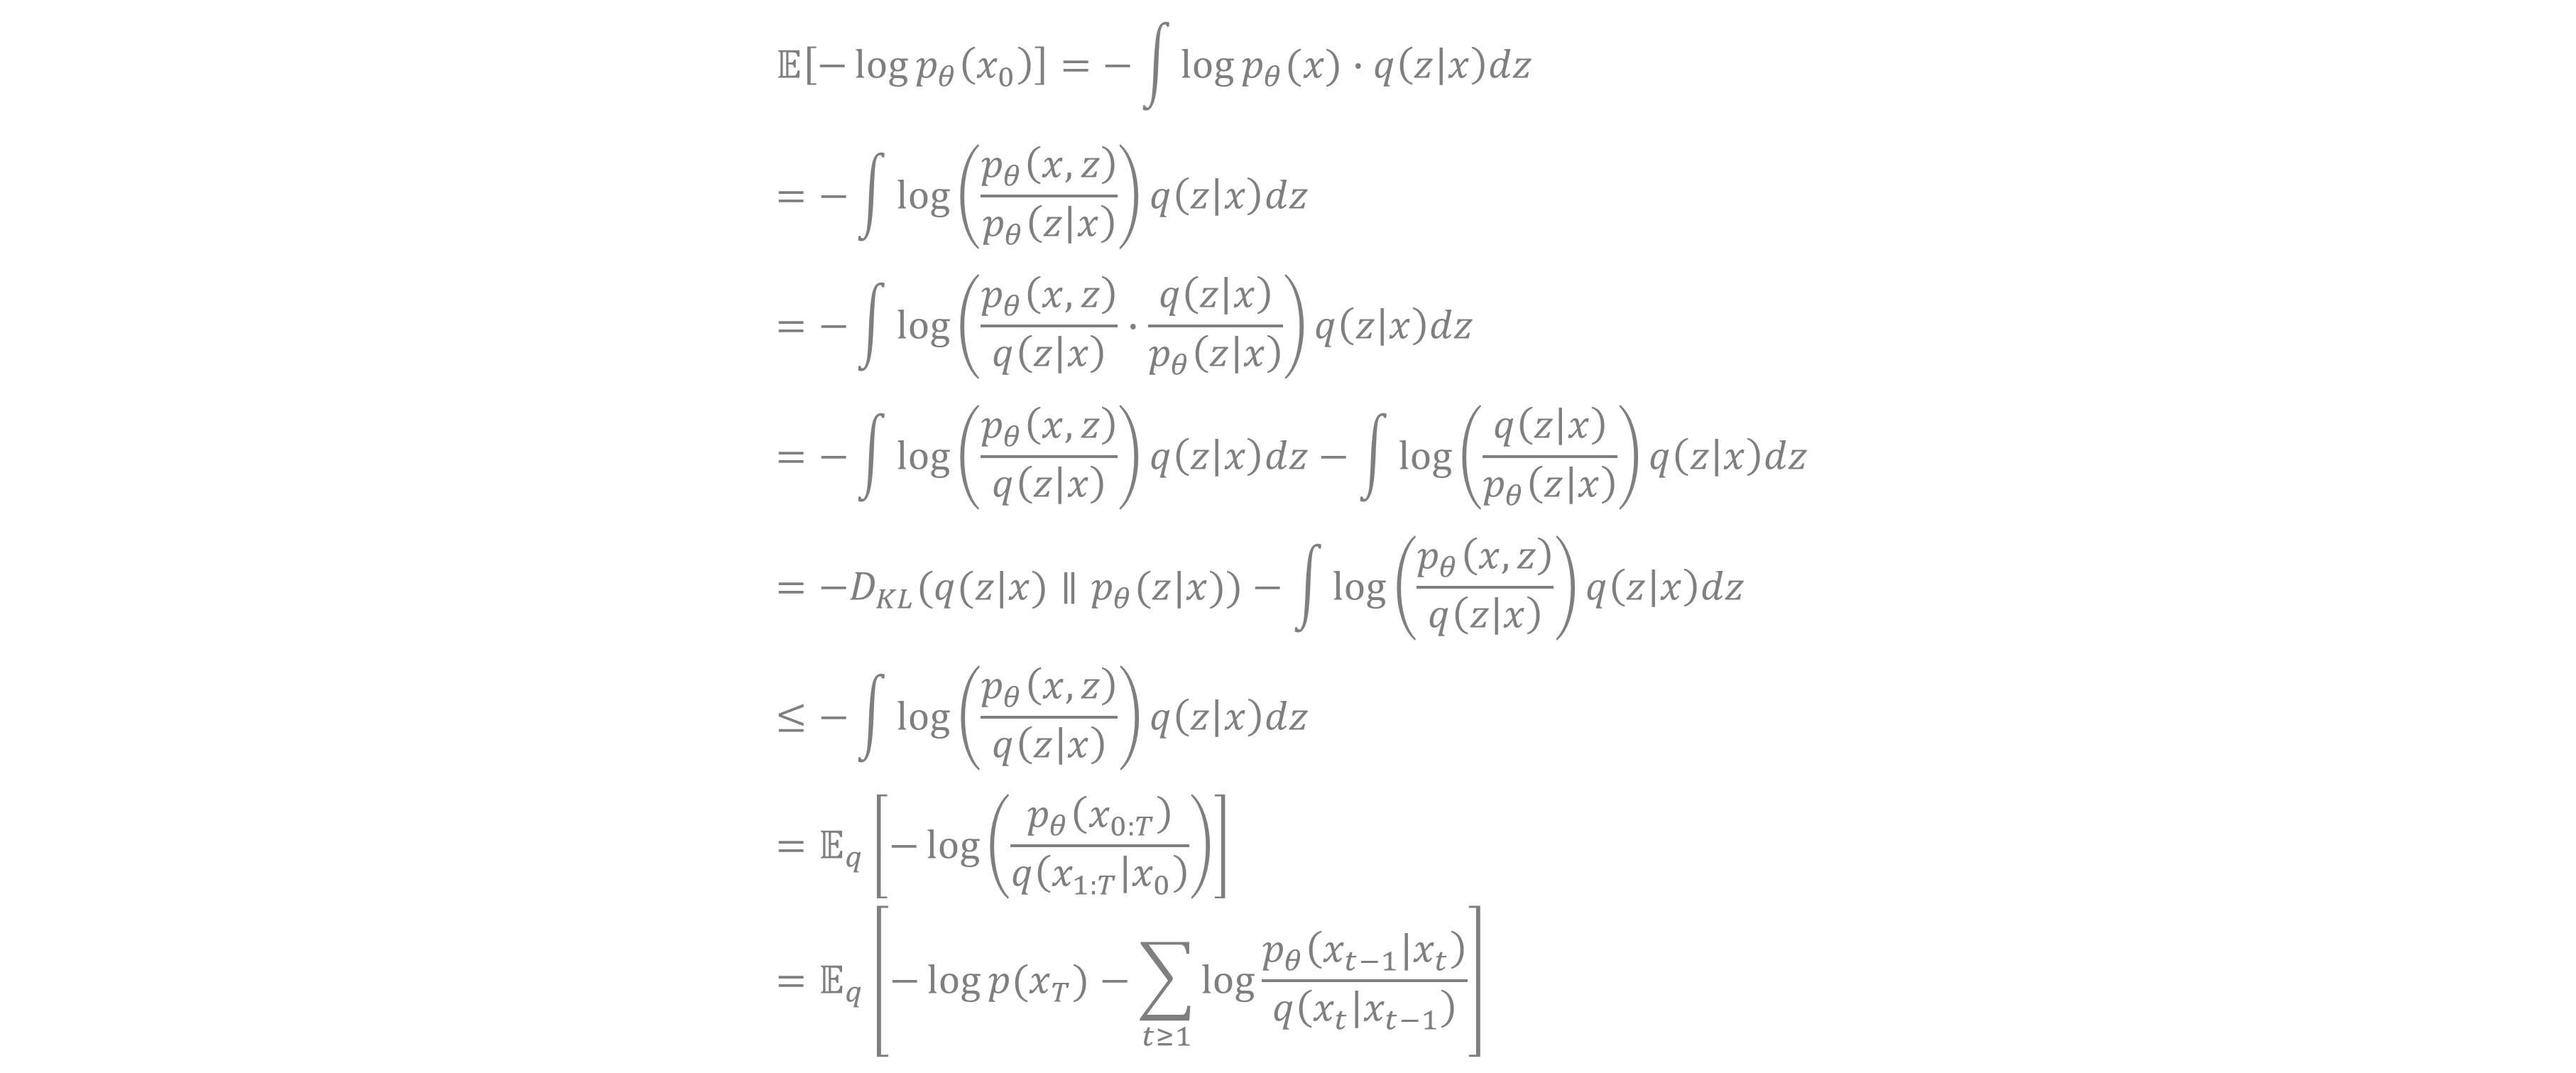 𝔼[− log p_θ(x_0)] = − ∫ log p_θ(x) · q(z|x)dz
= − ∫ log (p_θ(x, z) / p_θ(z|x)) q(z|x)dz
= − ∫ log (p_θ(x, z) / q(z|x) · q(z|x) / p_θ(z|x)) q(z|x)dz
= − ∫ log (p_θ(x, z) / q(z|x)) q(z|x)dz − ∫ log (q(z|x) / p_θ(z|x)) q(z|x)dz
= −D_{KL}(q(z|x) ∥ p_θ(z|x)) − ∫ log (p_θ(x, z) / q(z|x)) q(z|x)dz
≤ − ∫ log (p_θ(x, z) / q(z|x)) q(z|x)dz
= 𝔼_q [− log (p_θ(x_{0:T}) / q(x_{1:T}|x_0))]
= 𝔼_q [− log p(x_T) − ∑_{t≥1} log p_θ(x_{t−1}|x_t) / q(x_t|x_{t−1})]